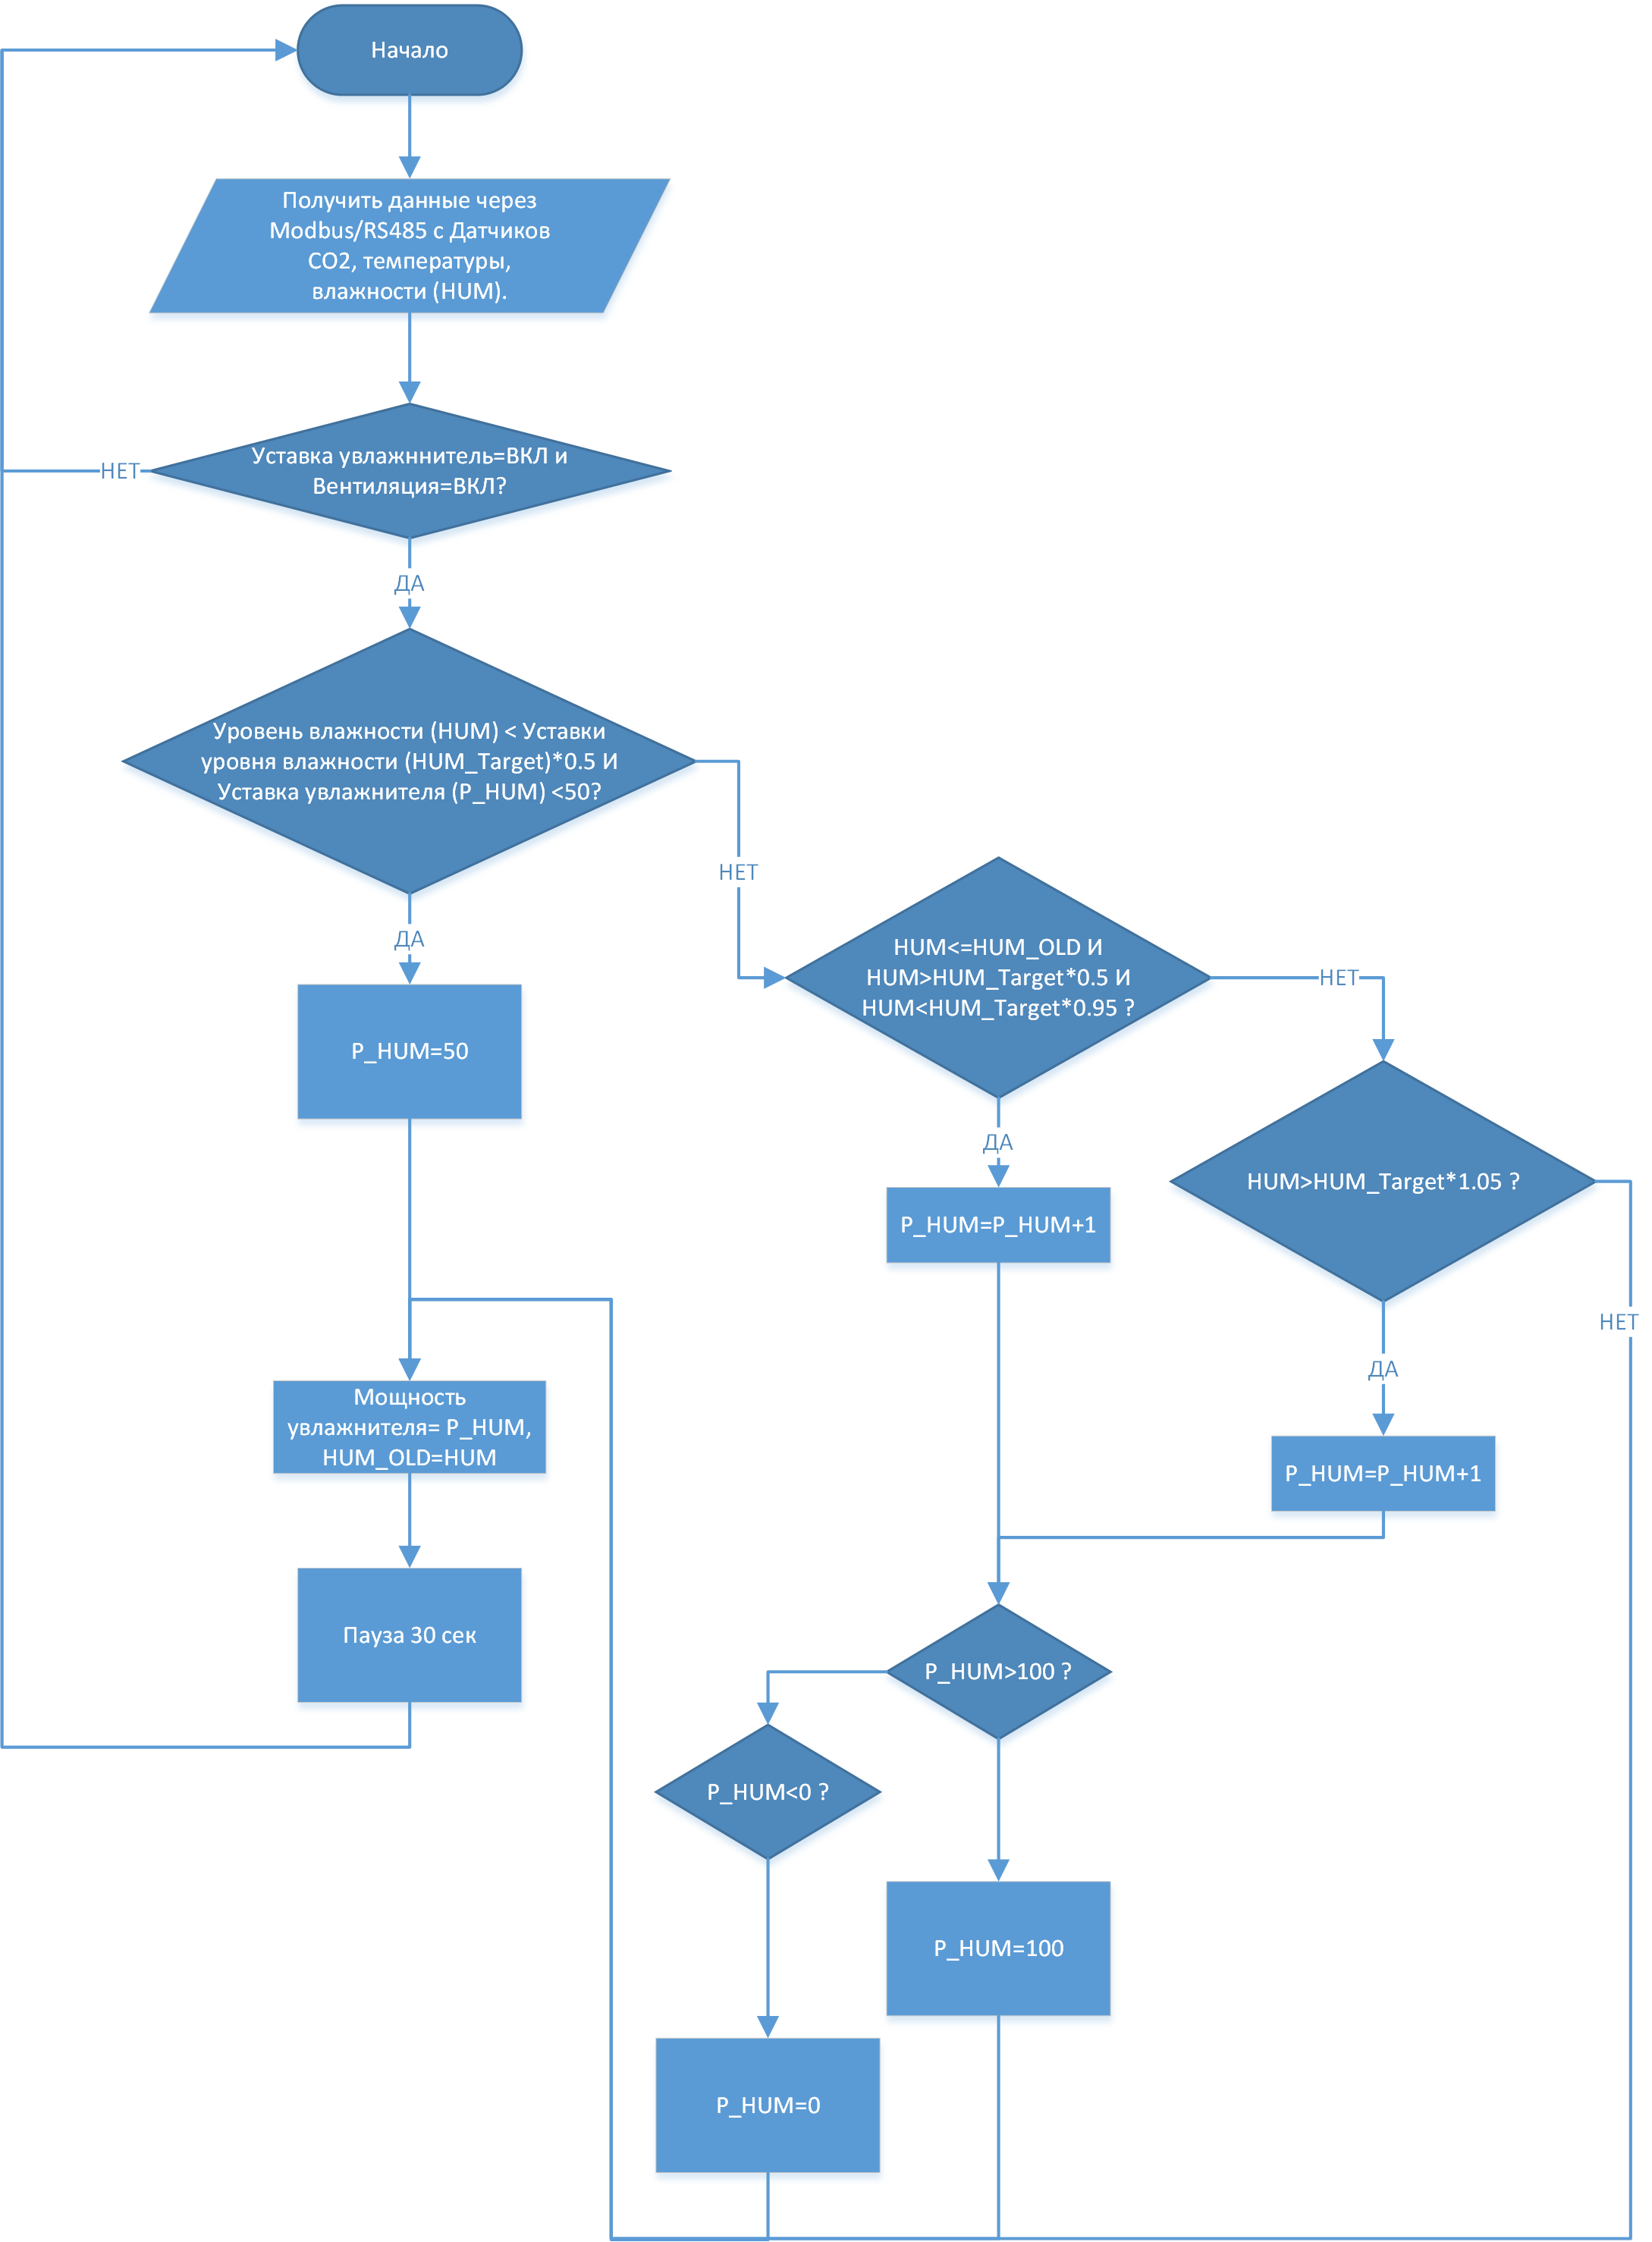 Начало
Получить данные через
Modbus/RS485 с Датчиков
CO2, температуры,
влажности (HUM).
Уставка увлажннитель=ВКЛ и
Вентиляция=ВКЛ?
НЕТ
ДА
Уровень влажности (HUM) < Уставки
уровня влажности (HUM_Target)*0.5 И
Уставка увлажнителя (P_HUM) <50?
НЕТ
ДА
HUM<=HUM_OLD И
HUM>HUM_Target*0.5 И
HUM<HUM_Target*0.95 ?
НЕТ
P_HUM=50
ДА
HUM>HUM_Target*1.05 ?
P_HUM=P_HUM+1
НЕТ
ДА
Мощность
увлажнителя= P_HUM,
HUM_OLD=HUM
P_HUM=P_HUM+1
Пауза 30 сек
P_HUM>100 ?
P_HUM<0 ?
P_HUM=100
P_HUM=0